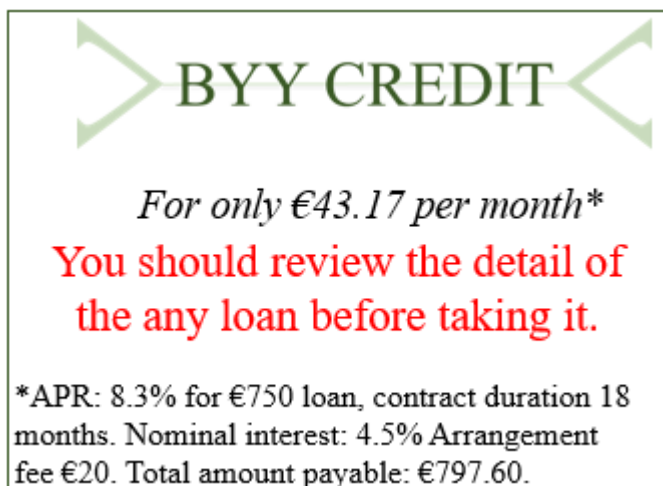 BYY CREDIT
For only €43.17 per month*
You should review the detail of
the any loan before taking it.
*APR: 8.3% for €750 loan, contract duration 18
months. Nominal interest: 4.5% Arrangement
fee €20. Total amount payable: €797.60.